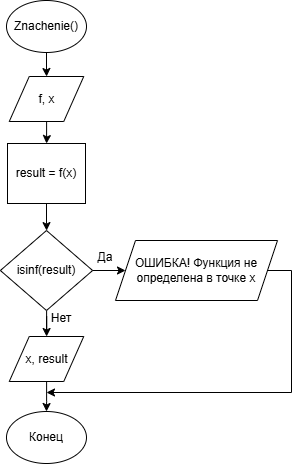 Znachenie()
f, x
result = f(x)
isinf(result)
Да
ОШИБКА! Функция не
определена в точке x
Нет
x, result
Конец